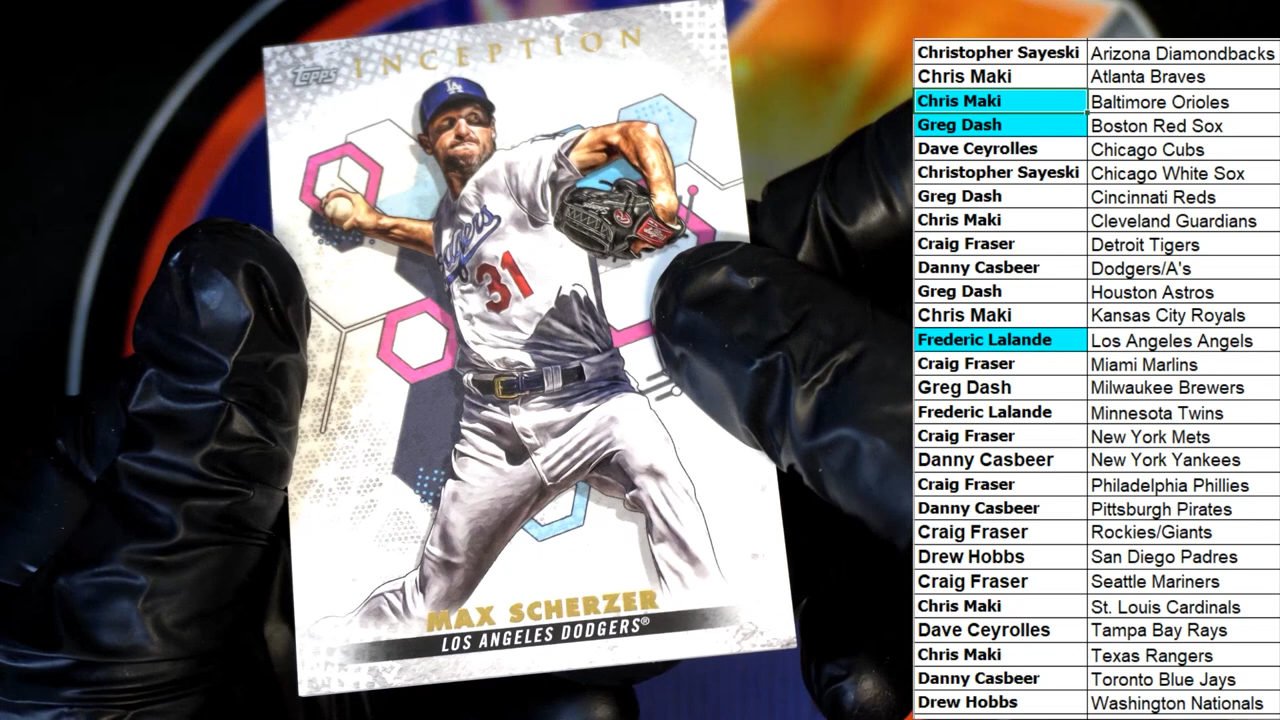 topps INCEPTION
LA
Dodgers
31
MAX SCHERZER
LOS ANGELES DODGERS®
Christopher Sayeski Arizona Diamondbacks
Chris Maki Atlanta Braves
Chris Maki Baltimore Orioles
Greg Dash Boston Red Sox
Dave Ceyrolles Chicago Cubs
Christopher Sayeski Chicago White Sox
Greg Dash Cincinnati Reds
Chris Maki Cleveland Guardians
Craig Fraser Detroit Tigers
Danny Casbeer Dodgers/A's
Greg Dash Houston Astros
Chris Maki Kansas City Royals
Frederic Lalande Los Angeles Angels
Craig Fraser Miami Marlins
Greg Dash Milwaukee Brewers
Frederic Lalande Minnesota Twins
Craig Fraser New York Mets
Danny Casbeer New York Yankees
Craig Fraser Philadelphia Phillies
Danny Casbeer Pittsburgh Pirates
Craig Fraser Rockies/Giants
Drew Hobbs San Diego Padres
Craig Fraser Seattle Mariners
Chris Maki St. Louis Cardinals
Dave Ceyrolles Tampa Bay Rays
Chris Maki Texas Rangers
Danny Casbeer Toronto Blue Jays
Drew Hobbs Washington Nationals